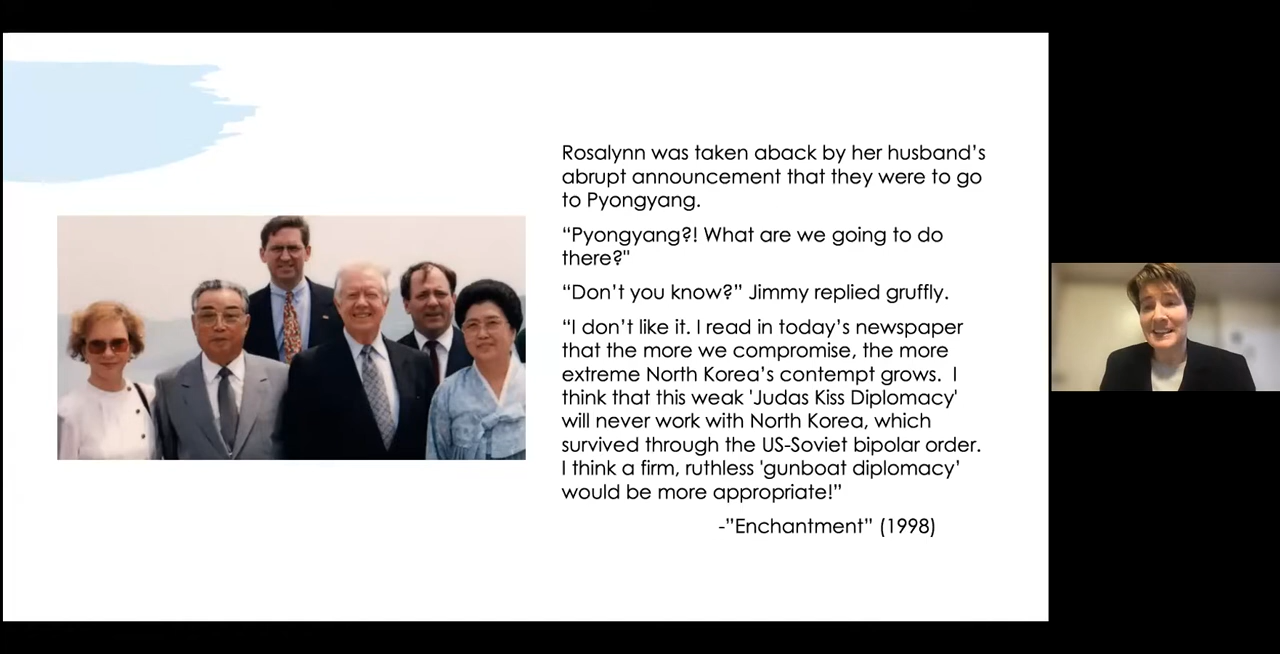 Rosalynn was taken aback by her husband’s
abrupt announcement that they were to go
to Pyongyang.
“Pyongyang?! What are we going to do
there?"
“Don’t you know?” Jimmy replied gruffly.
“I don’t like it. I read in today’s newspaper
that the more we compromise, the more
extreme North Korea’s contempt grows.  I
think that this weak 'Judas Kiss Diplomacy'
will never work with North Korea, which
survived through the US-Soviet bipolar order.
I think a firm, ruthless 'gunboat diplomacy’
would be more appropriate!”
-”Enchantment” (1998)